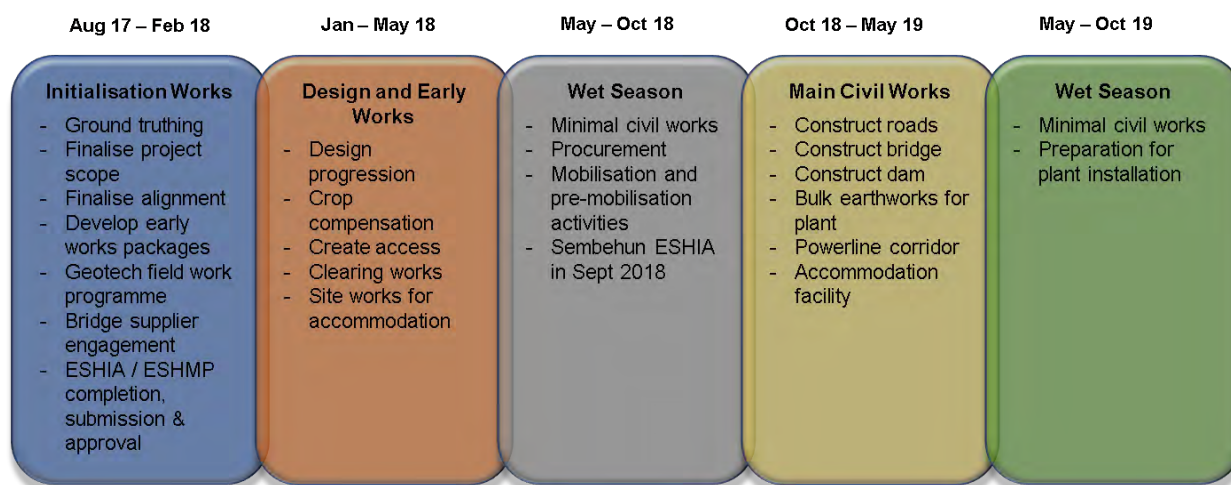 Aug 17 – Feb 18
Jan – May 18
May – Oct 18
Oct 18 – May 19
May – Oct 19
Initialisation Works
- Ground truthing
- Finalise project
scope
- Finalise alignment
- Develop early
works packages
- Geotech field work
programme
- Bridge supplier
engagement
- ESHIA / ESHMP
completion,
submission &
approval
Design and Early
Works
- Design
progression
- Crop
compensation
- Create access
- Clearing works
- Site works for
accommodation
Wet Season
- Minimal civil works
- Procurement
- Mobilisation and
pre-mobilisation
activities
- Sembehun ESHIA
in Sept 2018
Main Civil Works
- Construct roads
- Construct bridge
- Construct dam
- Bulk earthworks for
plant
- Powerline corridor
- Accommodation
facility
Wet Season
- Minimal civil works
- Preparation for
plant installation